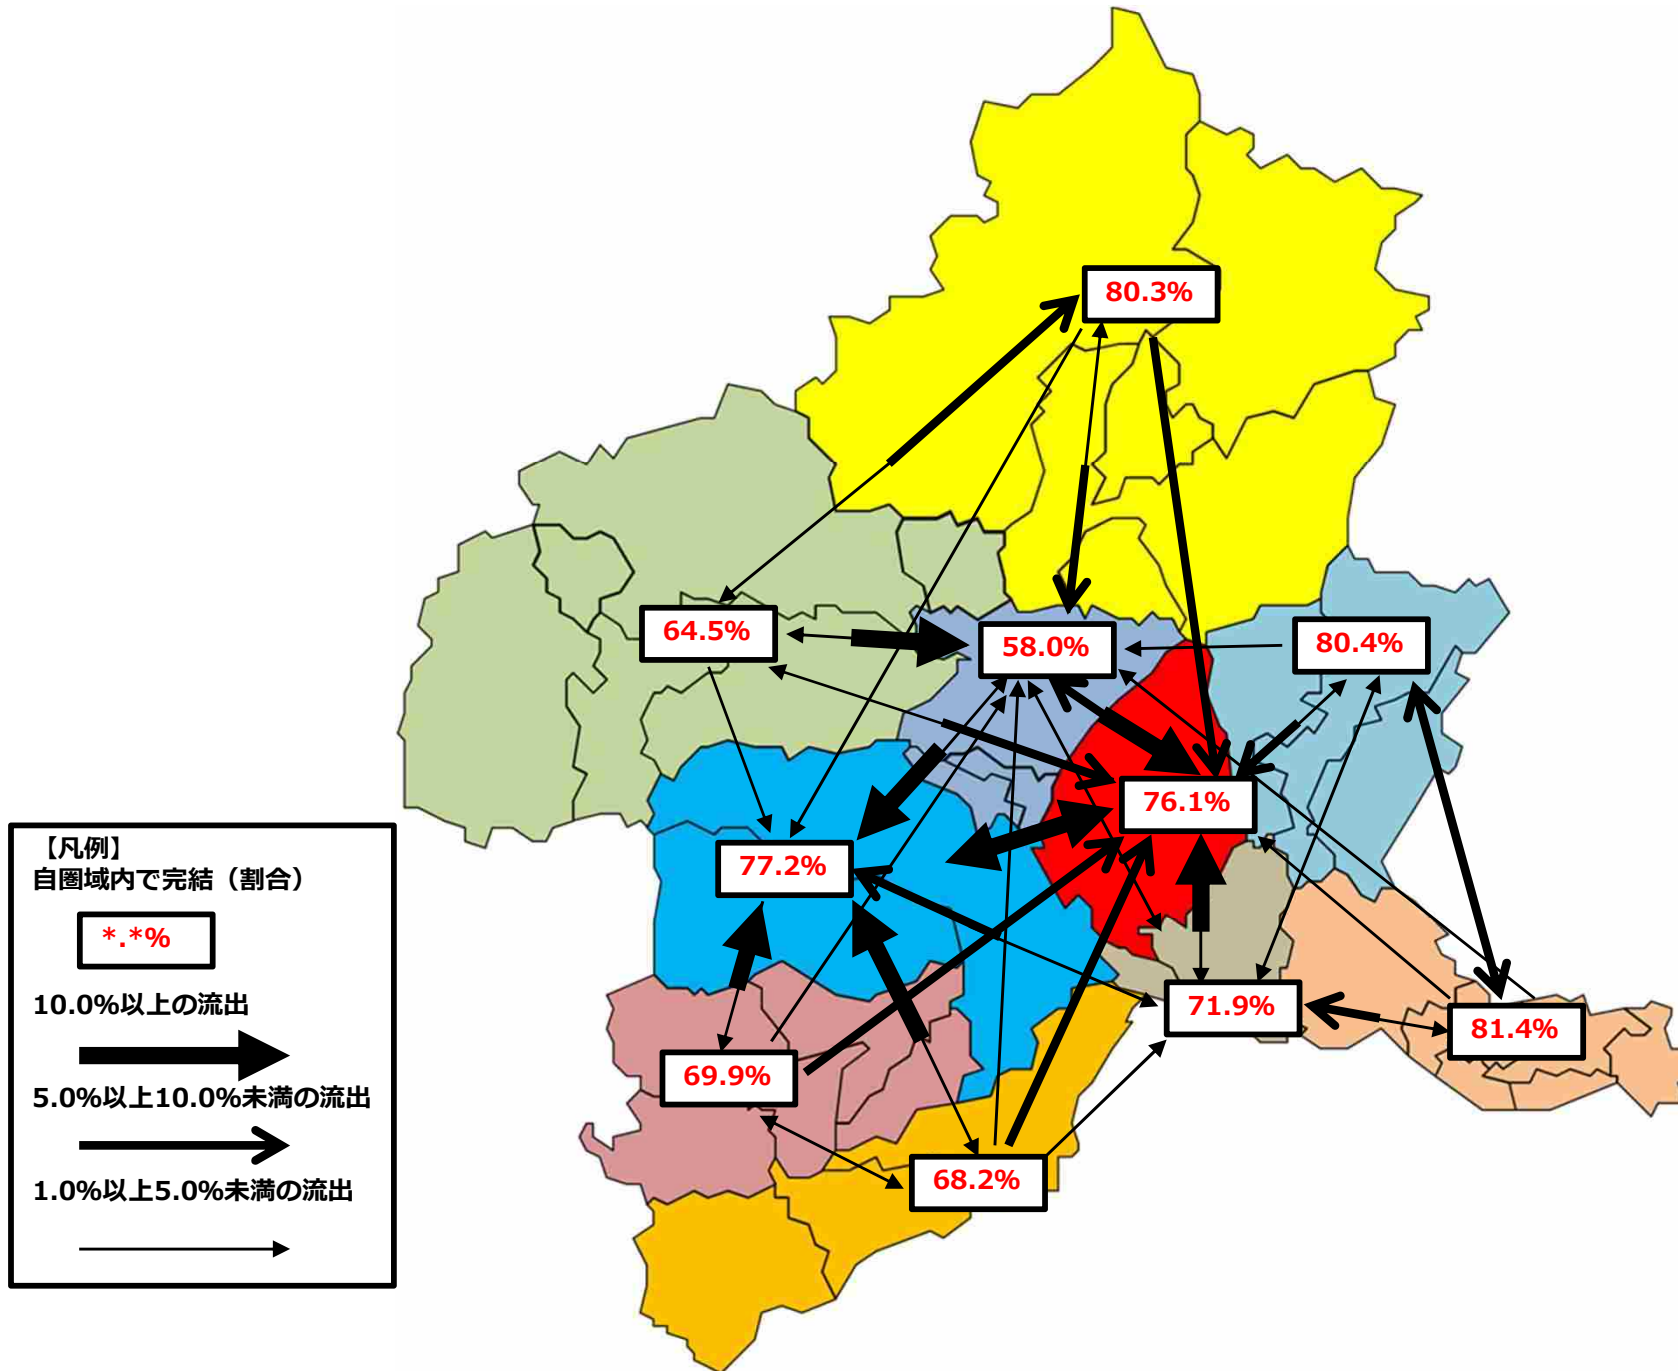 80.3%
64.5%
58.0%
80.4%
76.1%
77.2%
71.9%
81.4%
69.9%
68.2%
【凡例】
自圏域内で完結（割合）
*.*%
10.0%以上の流出
5.0%以上10.0%未満の流出
1.0%以上5.0%未満の流出